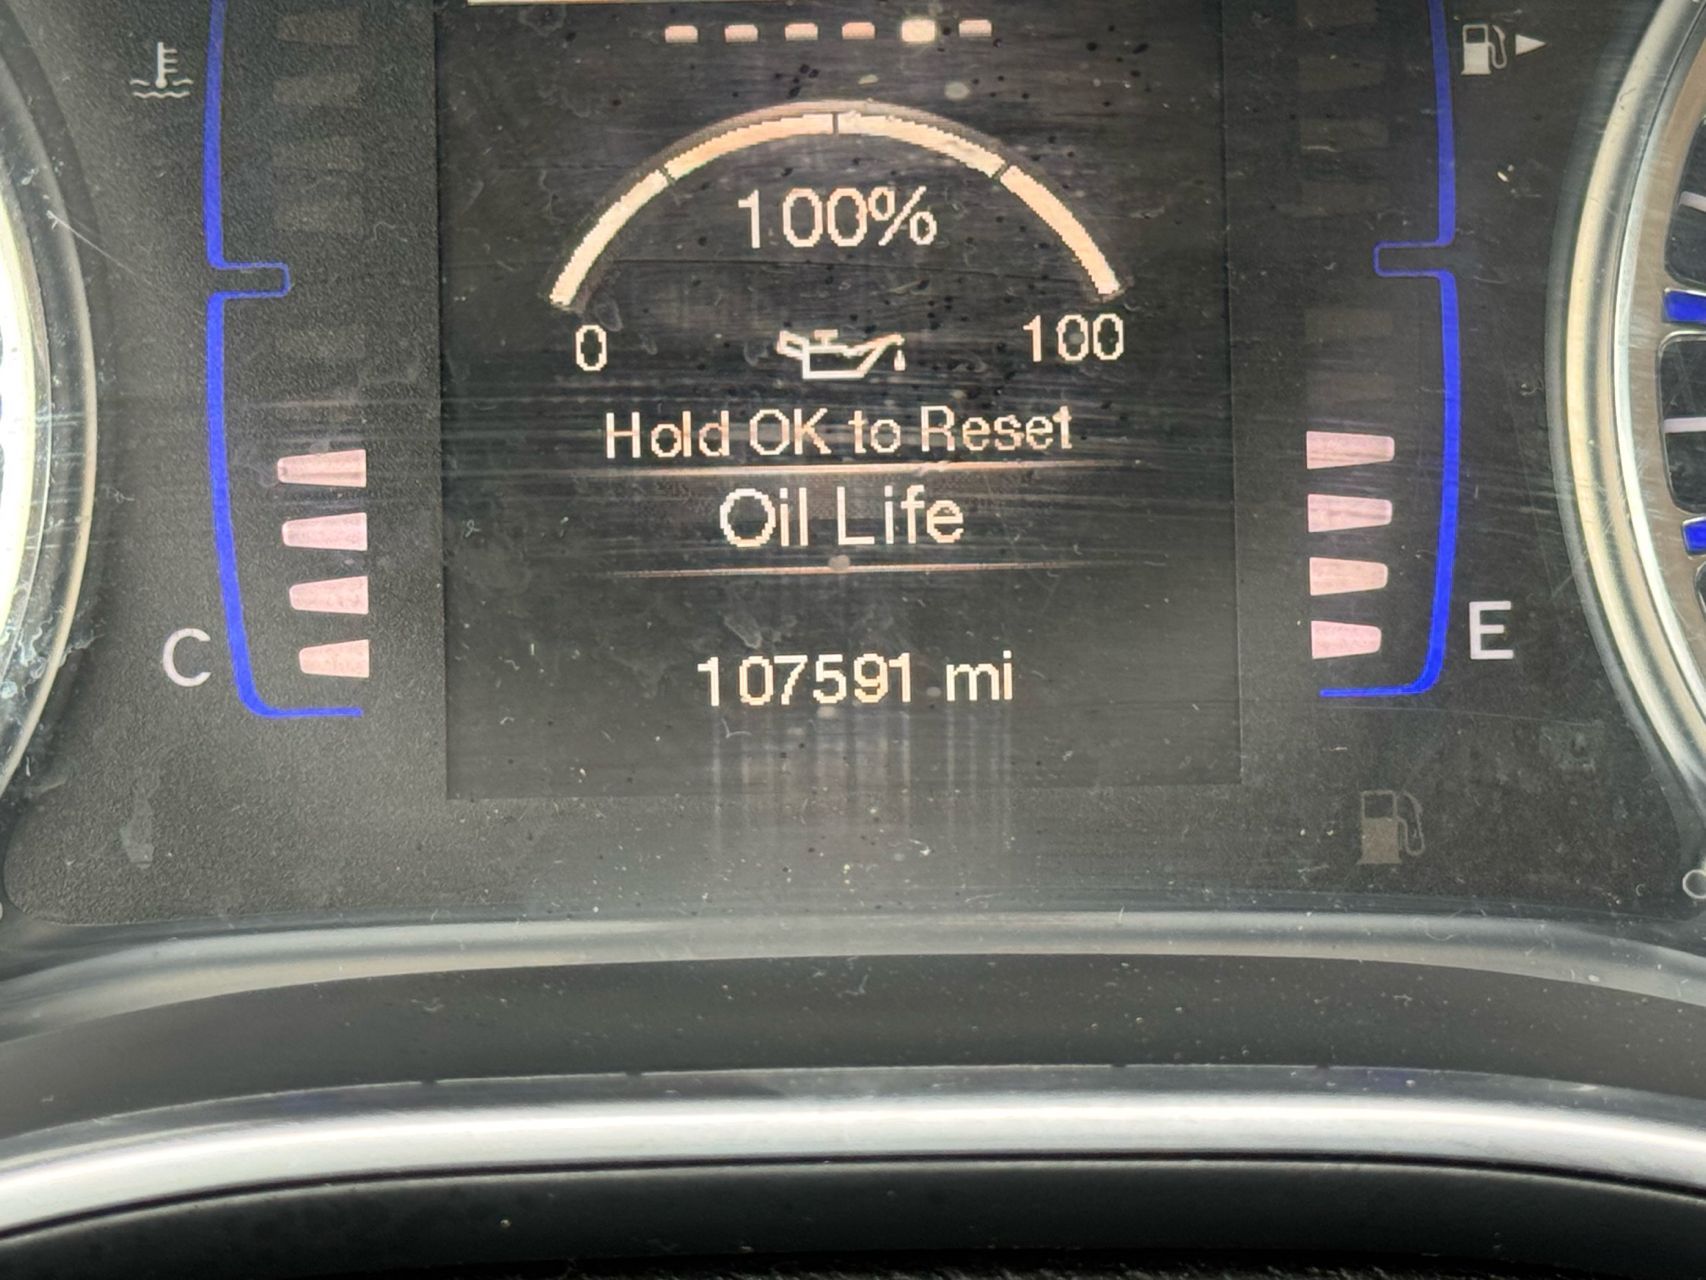 100%
0 100
Hold OK to Reset
Oil Life
C E
107591 mi